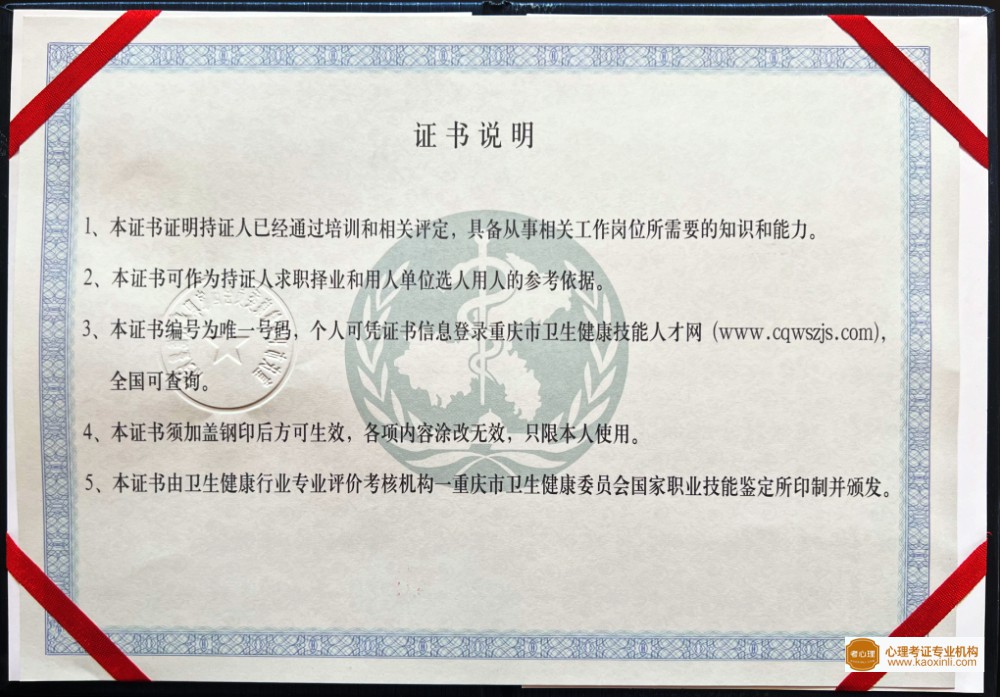 证书说明
1、本证书证明持证人已经通过培训和相关评定，具备从事相关工作岗位所需要的知识和能力。
2、本证书可作为持证人求职择业和用人单位选人用人的参考依据。
3、本证书编号为唯一号码，个人可凭证书信息登录重庆市卫生健康技能人才网（www.cqwszjs.com），
全国可查询。
4、本证书须加盖钢印后方可生效，各项内容涂改无效，只限本人使用。
5、本证书由卫生健康行业专业评价考核机构—重庆市卫生健康委员会国家职业技能鉴定所印制并颁发。
考心理
心理考证专业机构
www.kaoxinli.com